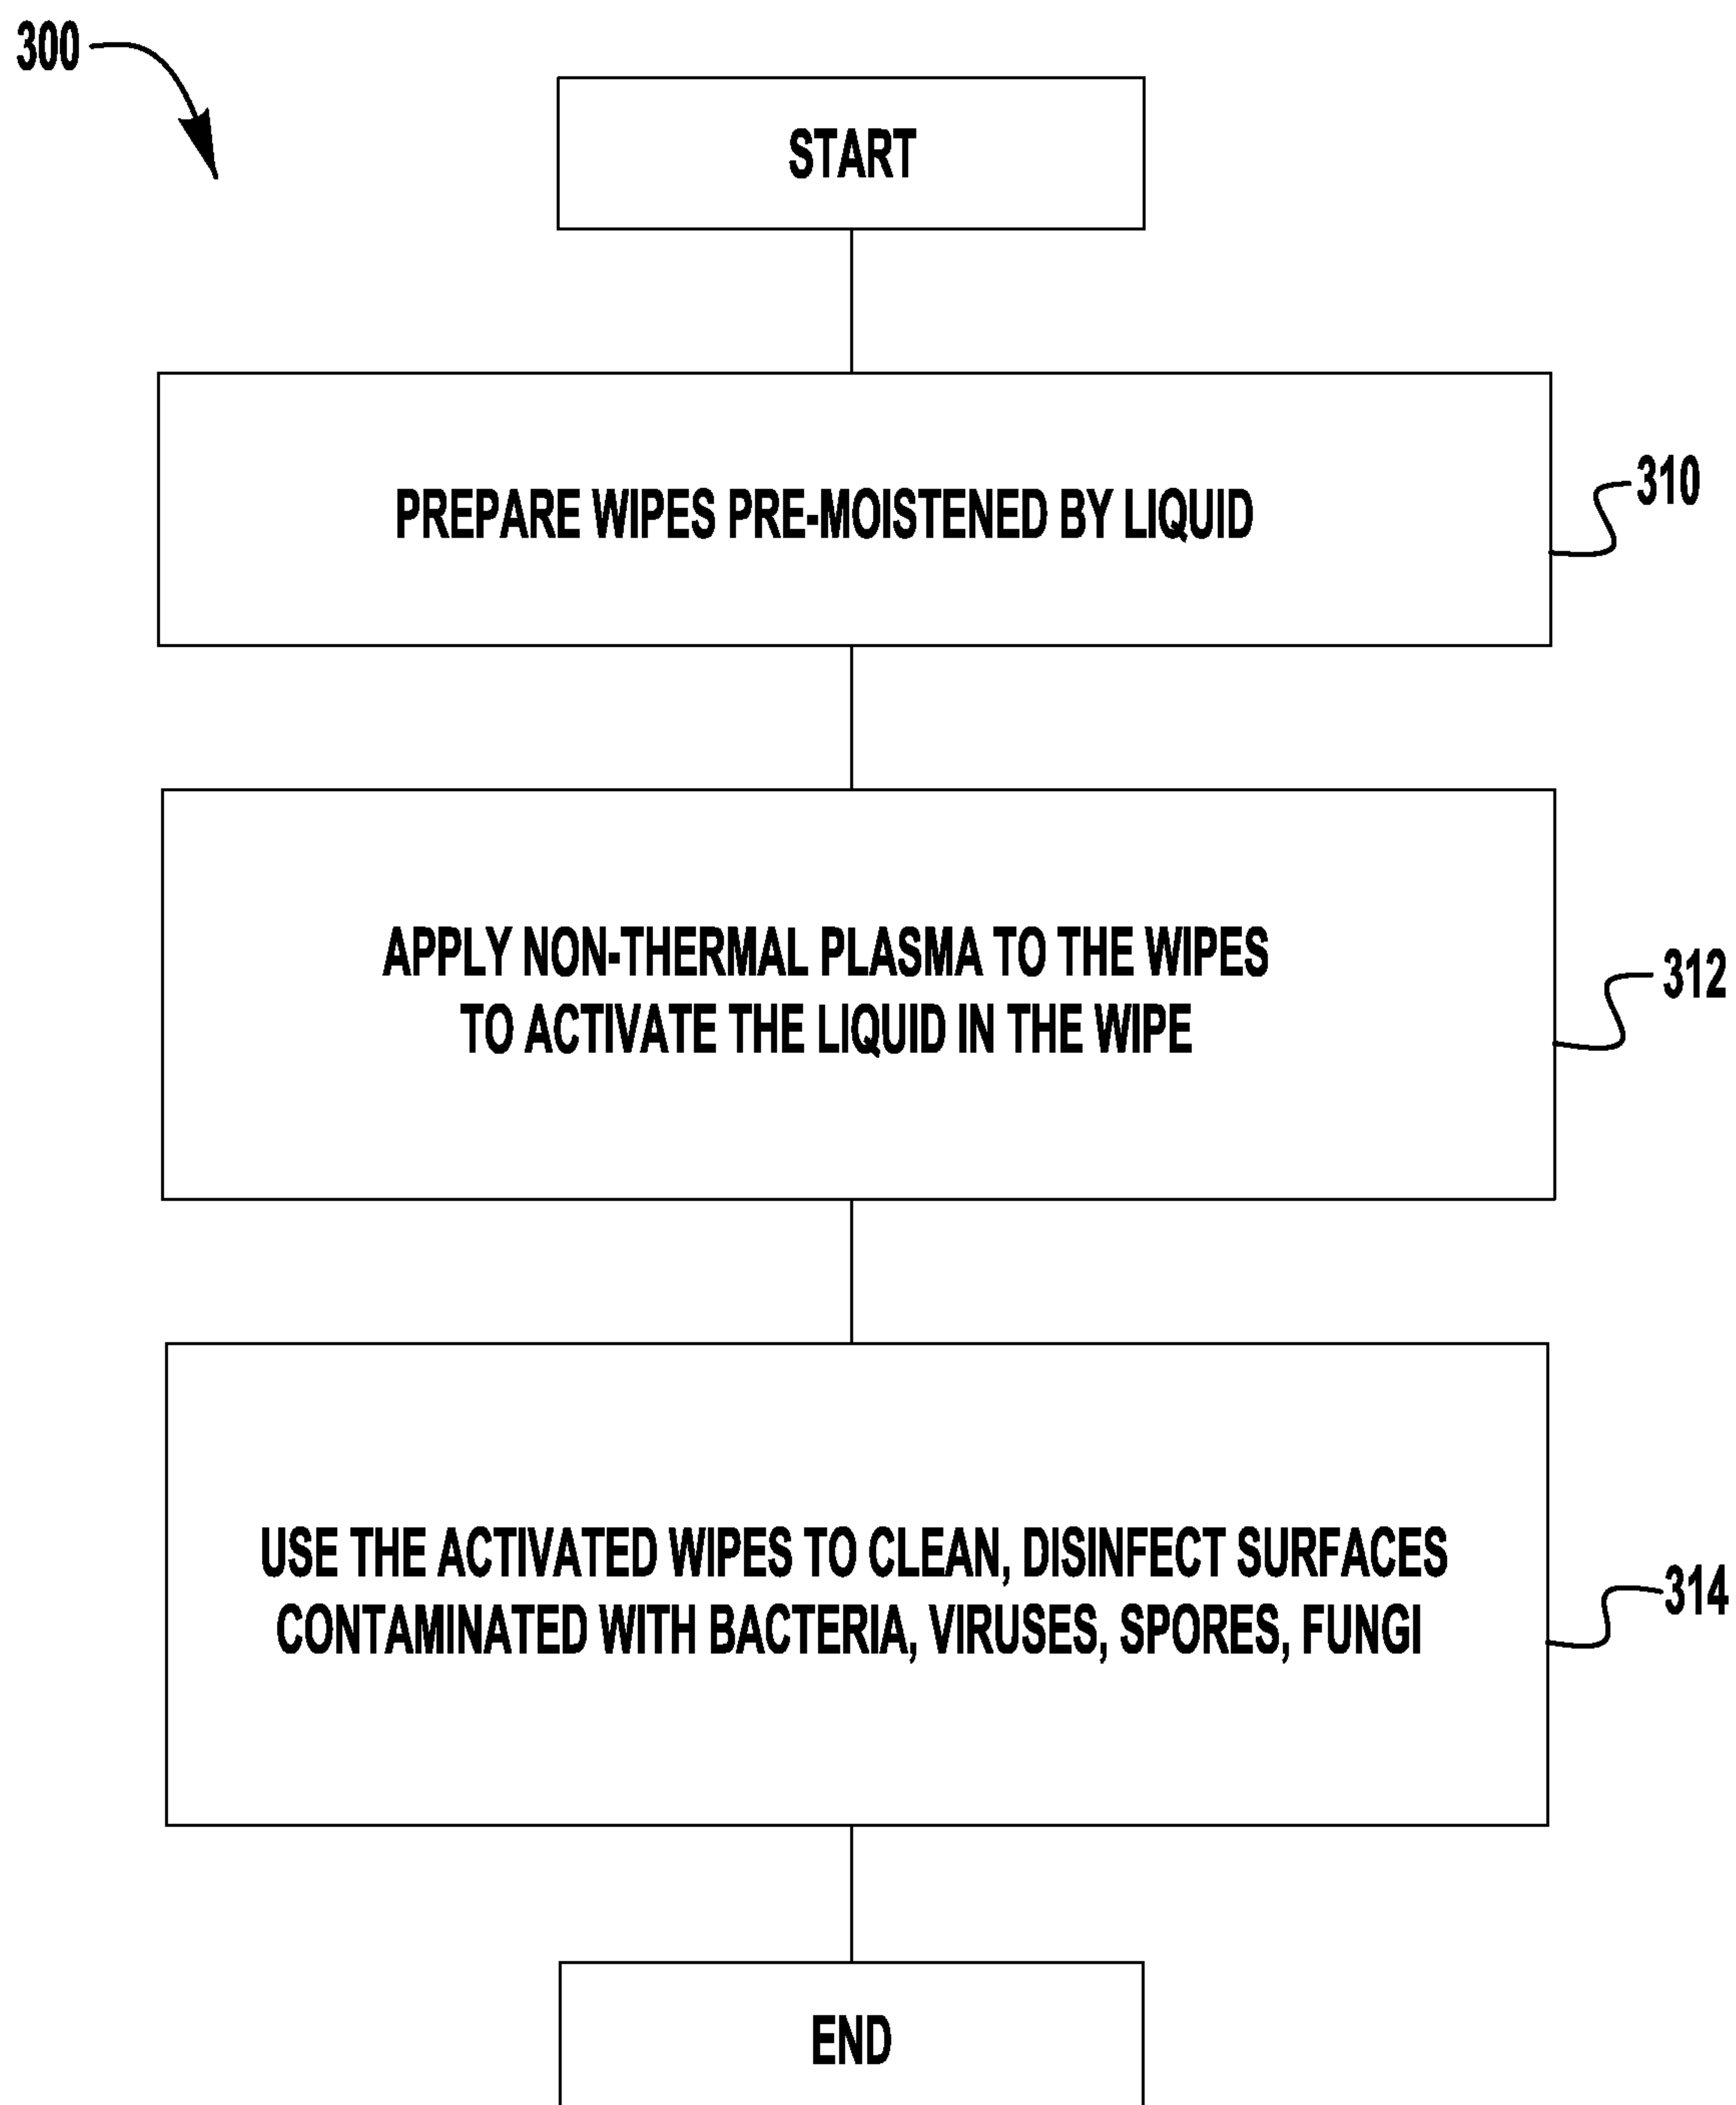 300
START
PREPARE WIPES PRE-MOISTENED BY LIQUID
310
APPLY NON-THERMAL PLASMA TO THE WIPES
TO ACTIVATE THE LIQUID IN THE WIPE
312
USE THE ACTIVATED WIPES TO CLEAN, DISINFECT SURFACES
CONTAMINATED WITH BACTERIA, VIRUSES, SPORES, FUNGI
314
END